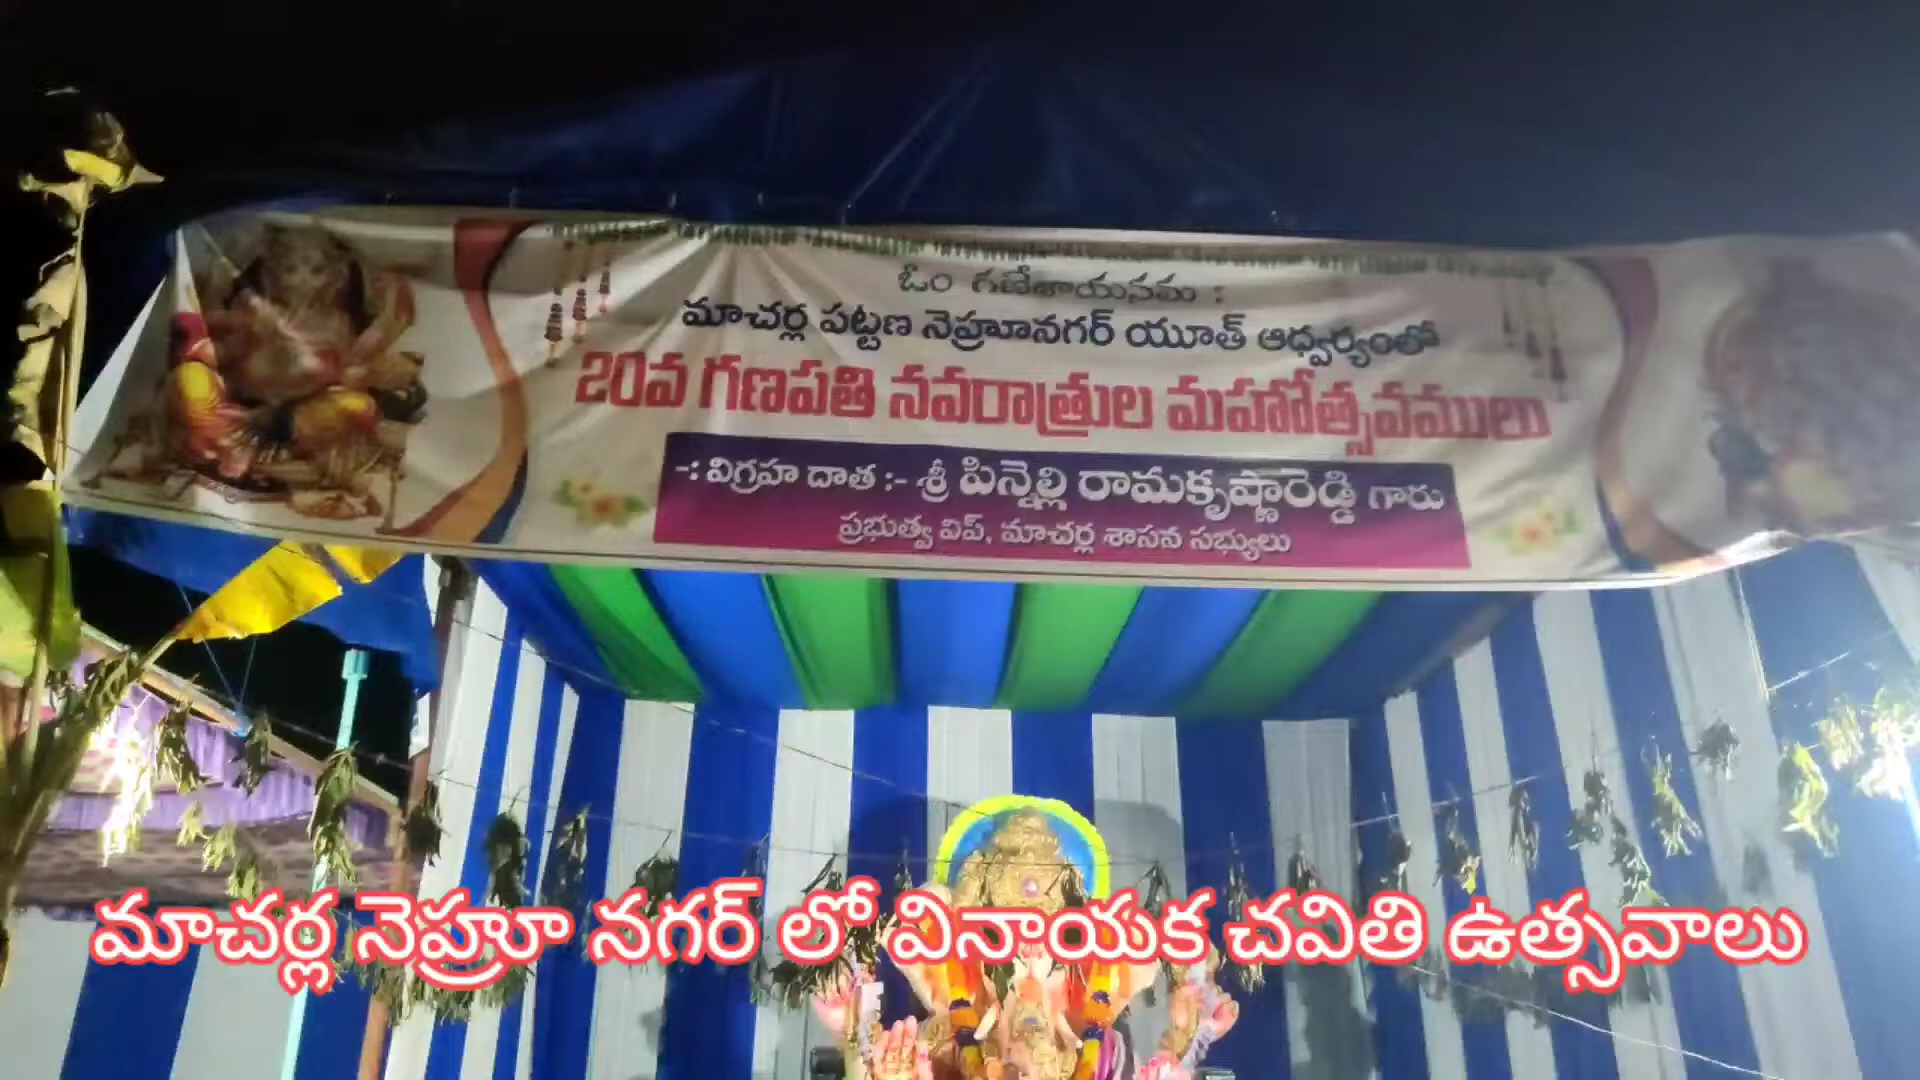 ఓం గణేశాయనమ :
మాచర్ల పట్టణ నెహ్రూనగర్ యూత్ ఆధ్వర్యంలో
20వ గణపతి నవరాత్రుల మహోత్సవములు
-: విగ్రహ దాత :- శ్రీ పిన్నెల్లి రామకృష్ణారెడ్డి గారు
ప్రభుత్వ విప్, మాచర్ల శాసన సభ్యులు
మాచర్ల నెహ్రూ నగర్ లో వినాయక చవితి ఉత్సవాలు